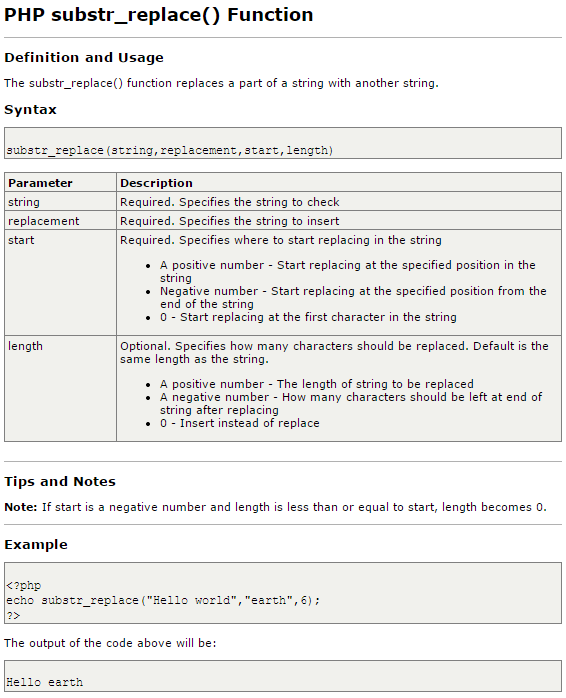 PHP substr_replace() Function
Definition and Usage
The substr_replace() function replaces a part of a string with another string.
Syntax
substr_replace(string,replacement,start,length)
Parameter Description
string Required. Specifies the string to check
replacement Required. Specifies the string to insert
start Required. Specifies where to start replacing in the string
• A positive number - Start replacing at the specified position in the
string
• Negative number - Start replacing at the specified position from the
end of the string
• 0 - Start replacing at the first character in the string
length Optional. Specifies how many characters should be replaced. Default is the
same length as the string.
• A positive number - The length of string to be replaced
• A negative number - How many characters should be left at end of
string after replacing
• 0 - Insert instead of replace
Tips and Notes
Note: If start is a negative number and length is less than or equal to start, length becomes 0.
Example
<?php
echo substr_replace("Hello world","earth",6);
?>
The output of the code above will be:
Hello earth